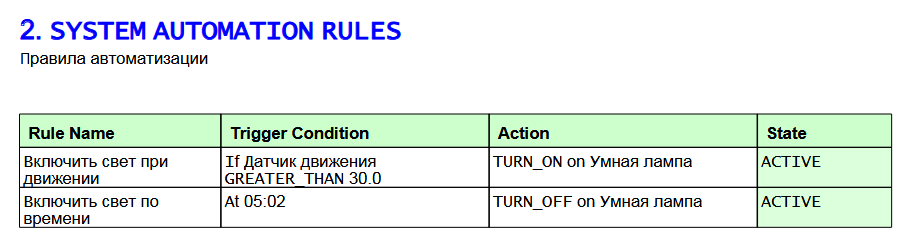 2. SYSTEM AUTOMATION RULES
Правила автоматизации
Rule Name Trigger Condition Action State
Включить свет при движении If Датчик движения GREATER_THAN 30.0 TURN_ON on Умная лампа ACTIVE
Включить свет по времени At 05:02 TURN_OFF on Умная лампа ACTIVE